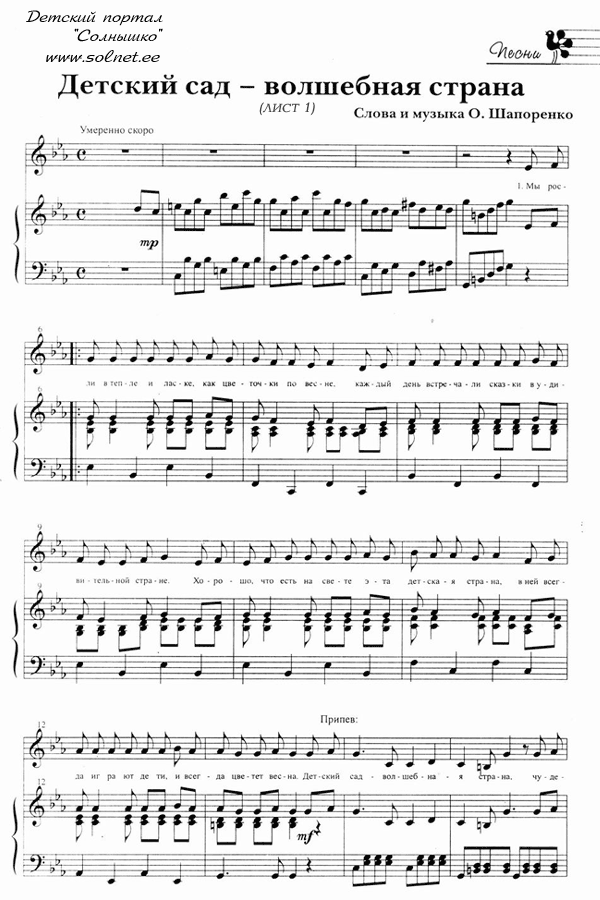 Детский портал
"Солнышко"
www.solnet.ee
Песни
Детский сад – волшебная страна
(ЛИСТ 1)
Слова и музыка О. Шапоренко
Умеренно скоро
1. Мы рос-
mp
6
ли в теп-ле и лас-ке, как цве-точ-ки по вес-не, каж-дый день встре-ча-ли сказ-ки в у-ди-
6
9
ви-тель-ной стра-не. Хо-ро-шо, что есть на све-те э-та дет-ска-я стра-на, в ней всег-
9
12
Припев:
да иг-ра-ют де-ти, и всег-да цве-тет вес-на. Дет-ский сад - вол-шеб-на-я стра-на, чу-де-
12
mf